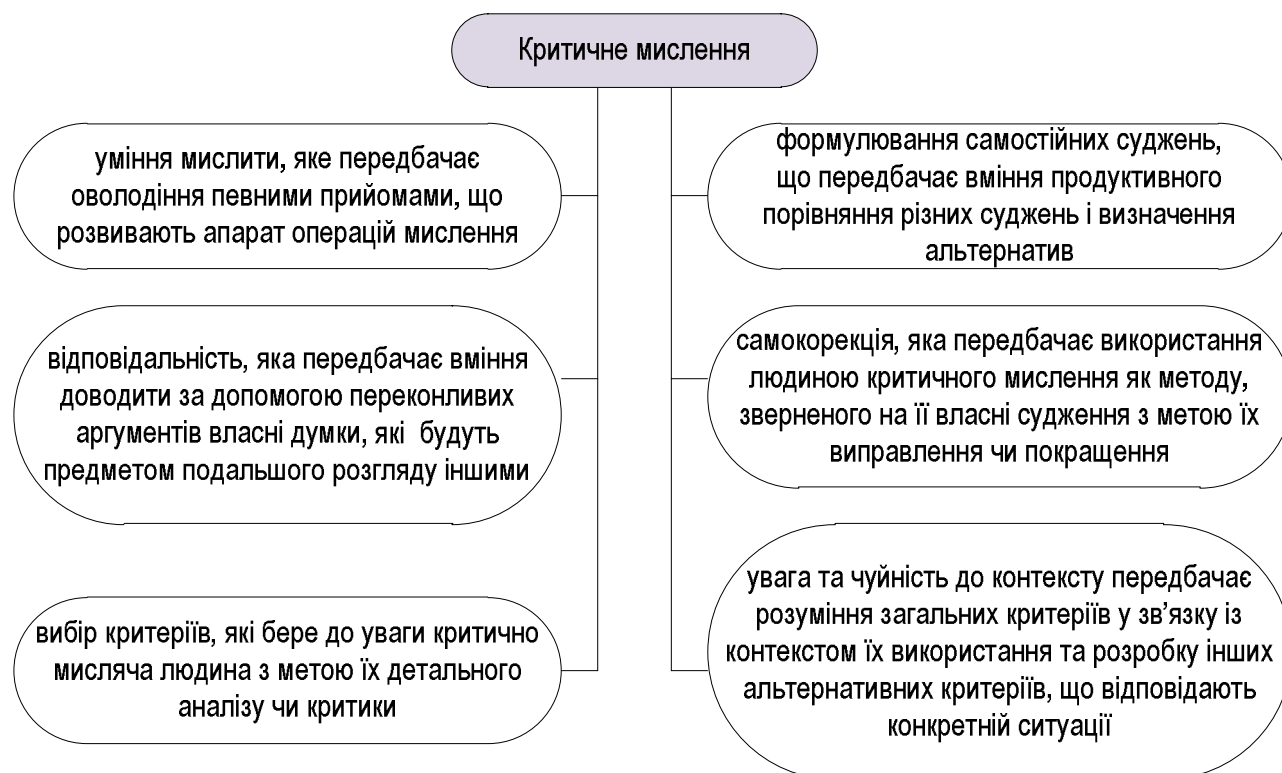 Критичне мислення
уміння мислити, яке передбачає
оволодіння певними прийомами, що
розвивають апарат операцій мислення
формулювання самостійних суджень,
що передбачає вміння продуктивного
порівняння різних суджень і визначення
альтернатив
відповідальність, яка передбачає вміння
доводити за допомогою переконливих
аргументів власні думки, які будуть
предметом подальшого розгляду іншими
самокорекція, яка передбачає використання
людиною критичного мислення як методу,
зверненого на її власні судження з метою їх
виправлення чи покращення
вибір критеріїв, які бере до уваги критично
мисляча людина з метою їх детального
аналізу чи критики
увага та чуйність до контексту передбачає
розуміння загальних критеріїв у зв’язку із
контекстом їх використання та розробку інших
альтернативних критеріїв, що відповідають
конкретній ситуації